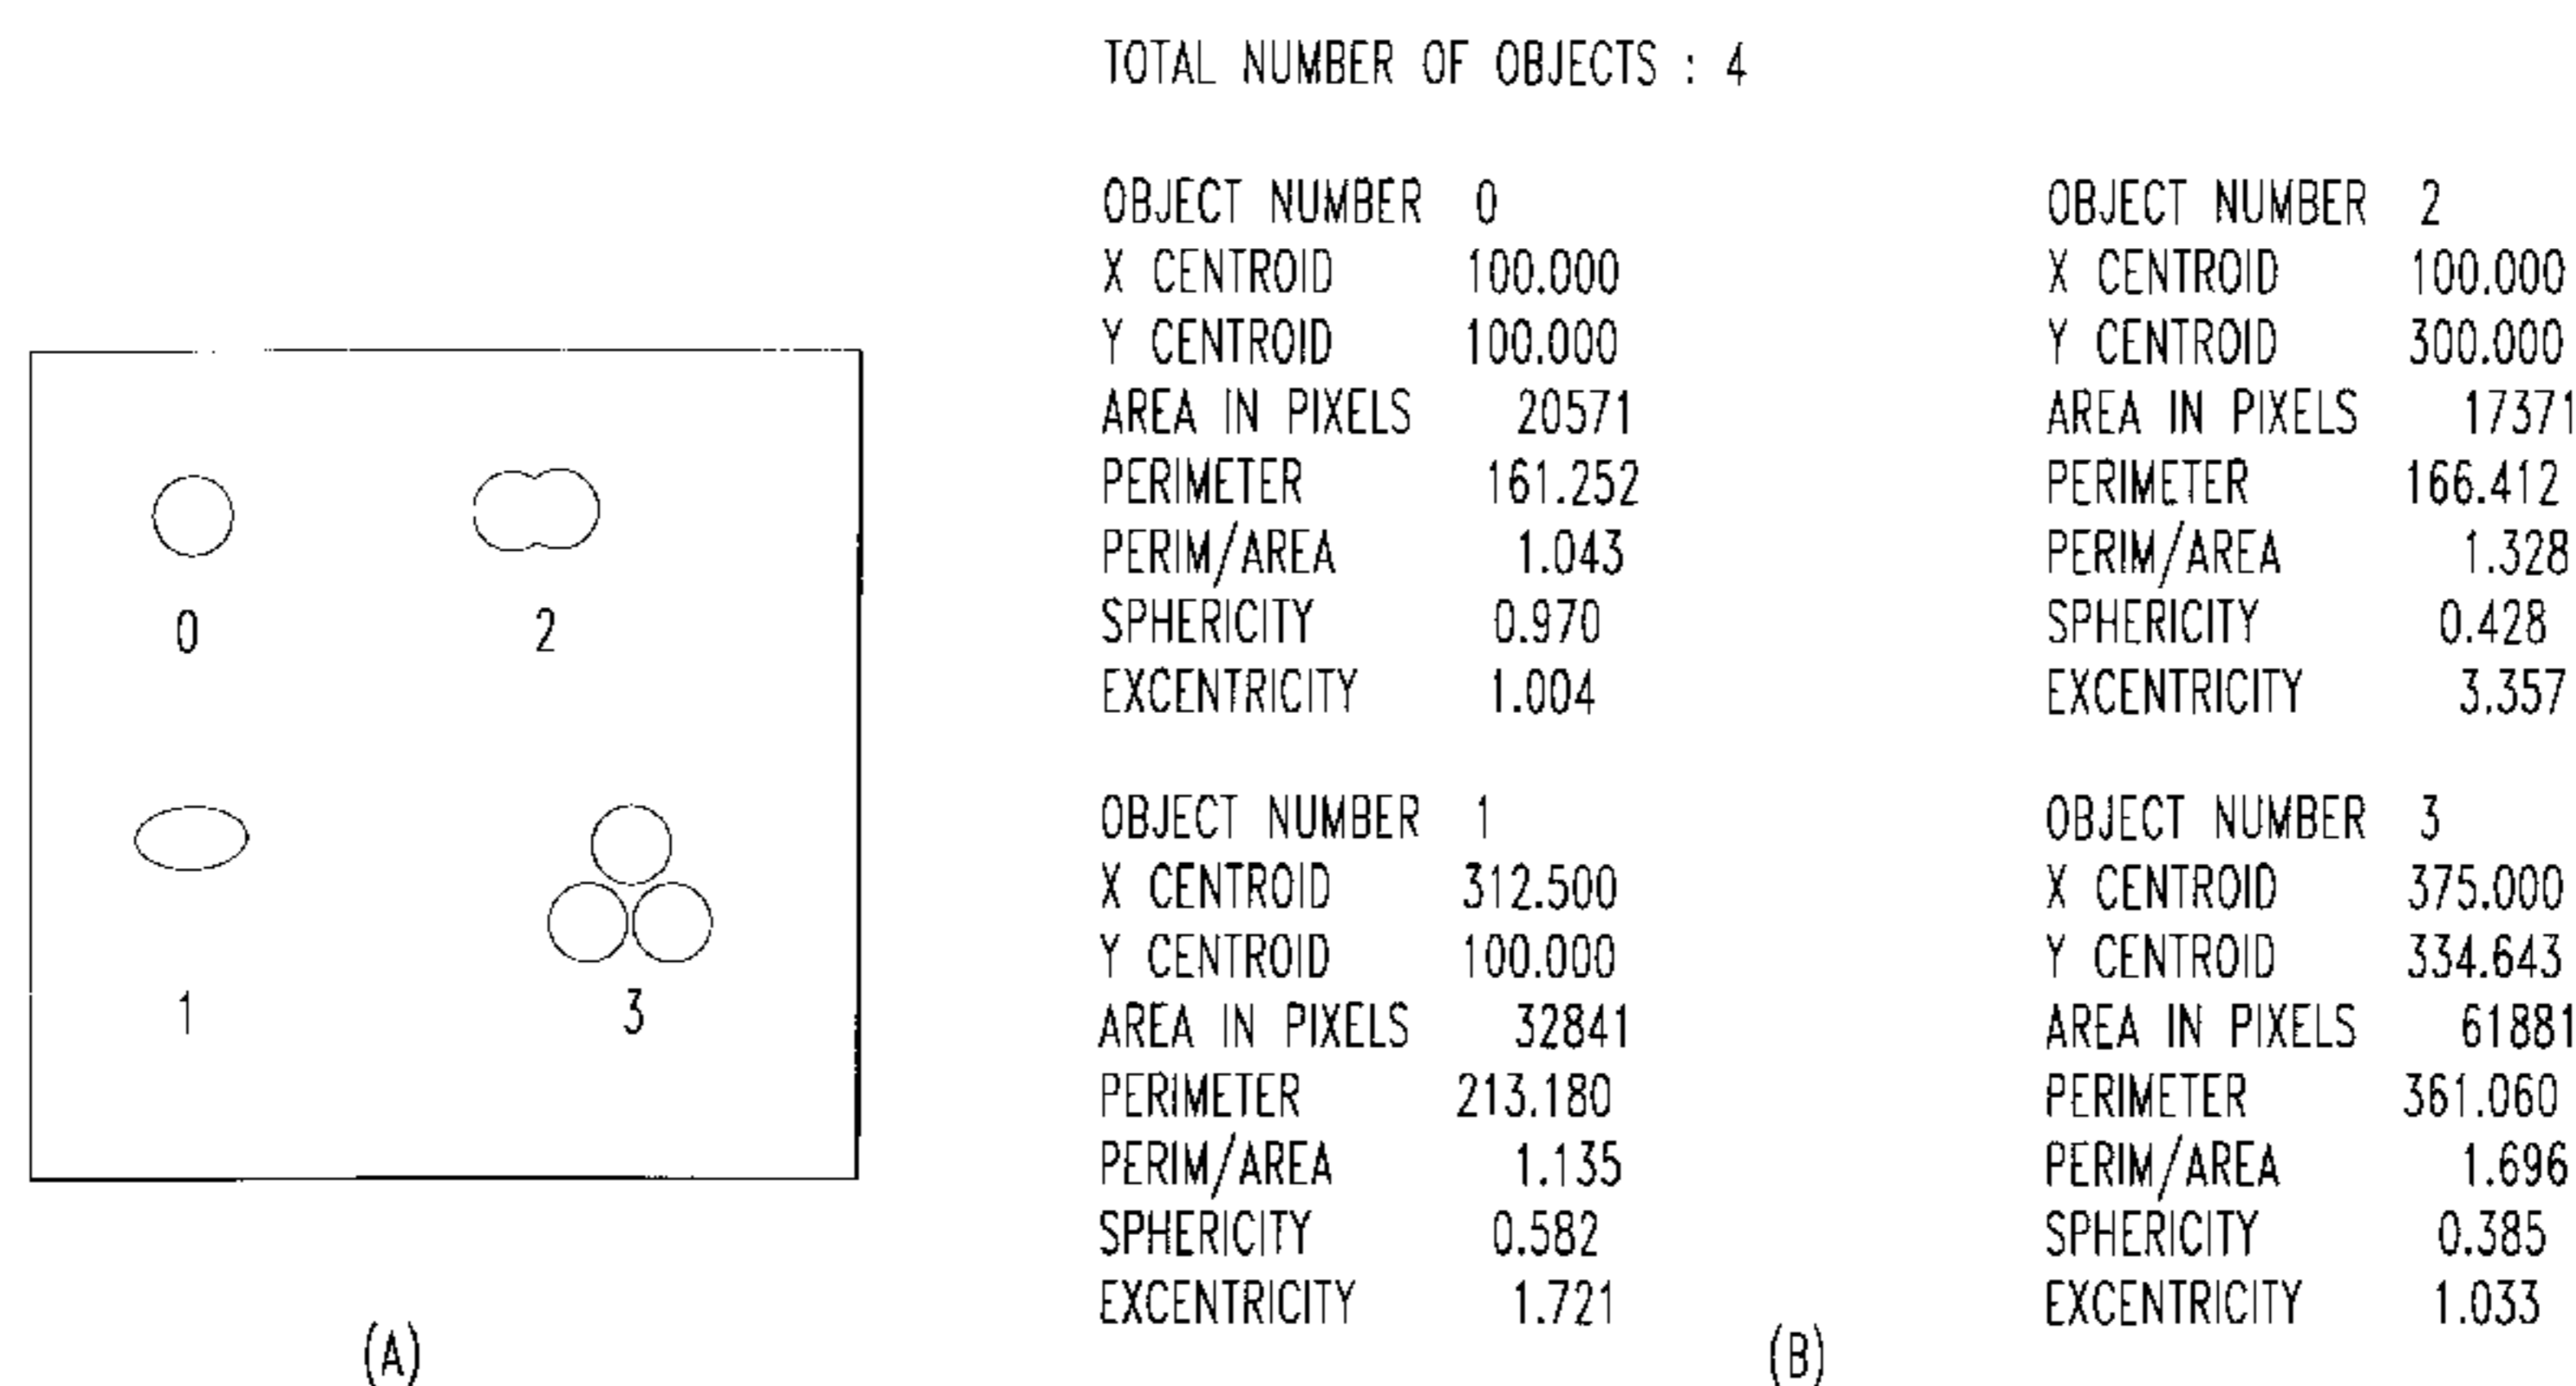 TOTAL NUMBER OF OBJECTS : 4
0
2
1
3
(A)
OBJECT NUMBER 0
X CENTROID 100.000
Y CENTROID 100.000
AREA IN PIXELS 20571
PERIMETER 161.252
PERIM/AREA 1.043
SPHERICITY 0.970
EXCENTRICITY 1.004
OBJECT NUMBER 1
X CENTROID 312.500
Y CENTROID 100.000
AREA IN PIXELS 32841
PERIMETER 213.180
PERIM/AREA 1.135
SPHERICITY 0.582
EXCENTRICITY 1.721
OBJECT NUMBER 2
X CENTROID 100.000
Y CENTROID 300.000
AREA IN PIXELS 17371
PERIMETER 166.412
PERIM/AREA 1.328
SPHERICITY 0.428
EXCENTRICITY 3.357
OBJECT NUMBER 3
X CENTROID 375.000
Y CENTROID 334.643
AREA IN PIXELS 61881
PERIMETER 361.060
PERIM/AREA 1.696
SPHERICITY 0.385
EXCENTRICITY 1.033
(B)